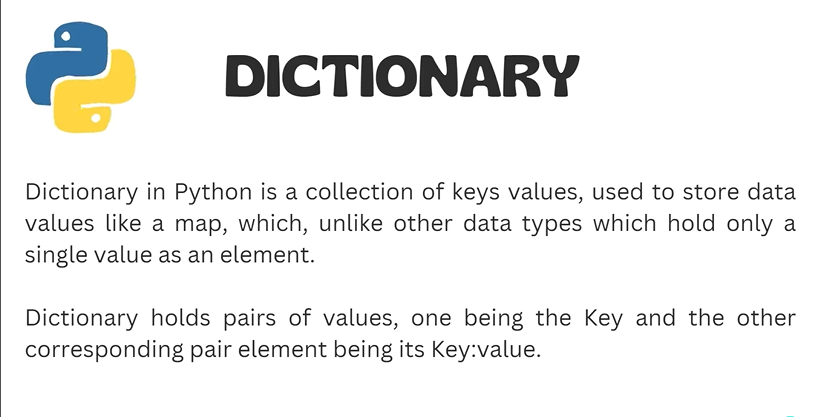 DICTIONARY
Dictionary in Python is a collection of keys values, used to store data
values like a map, which, unlike other data types which hold only a
single value as an element.
Dictionary holds pairs of values, one being the Key and the other
corresponding pair element being its Key:value.